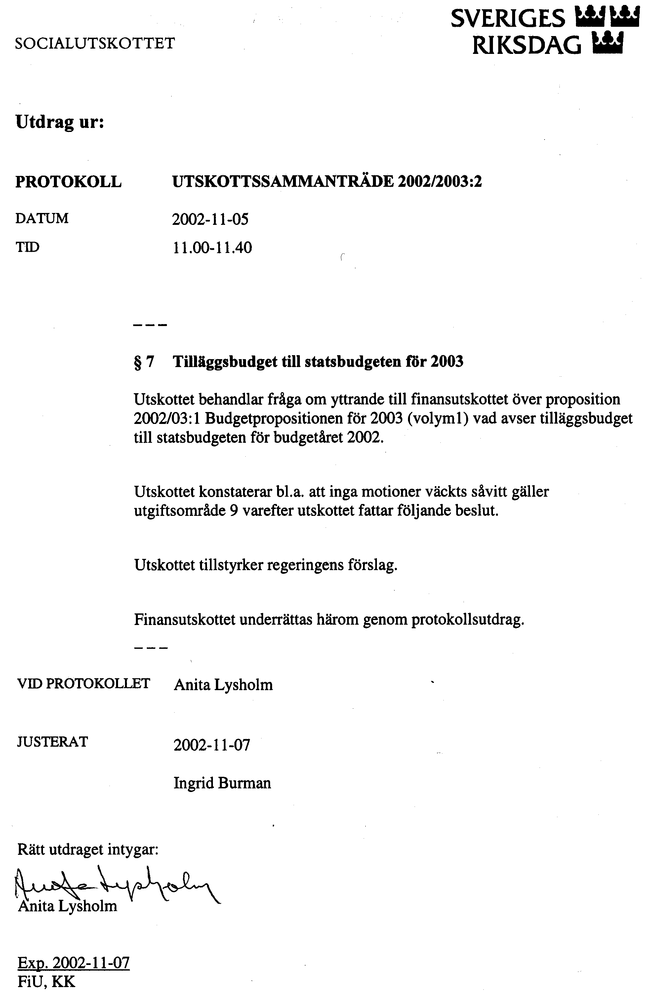 SVERIGES
RIKSDAG
SOCIALUTSKOTTET
Utdrag ur:
PROTOKOLL UTSKOTTSSAMMANTRÄDE 2002/2003:2
DATUM 2002-11-05
TID 11.00-11.40
---
§ 7 Tilläggsbudget till statsbudgeten för 2003
Utskottet behandlar fråga om yttrande till finansutskottet över proposition
2002/03:1 Budgetpropositionen för 2003 (volym1) vad avser tilläggsbudget
till statsbudgeten för budgetåret 2002.
Utskottet konstaterar bl.a. att inga motioner väckts såvitt gäller
utgiftsområde 9 varefter utskottet fattar följande beslut.
Utskottet tillstyrker regeringens förslag.
Finansutskottet underrättas härom genom protokollsutdrag.
---
VID PROTOKOLLET Anita Lysholm
JUSTERAT 2002-11-07
Ingrid Burman
Rätt utdraget intygar:
Anita Lysholm
Anita Lysholm
Exp. 2002-11-07
FiU, KK